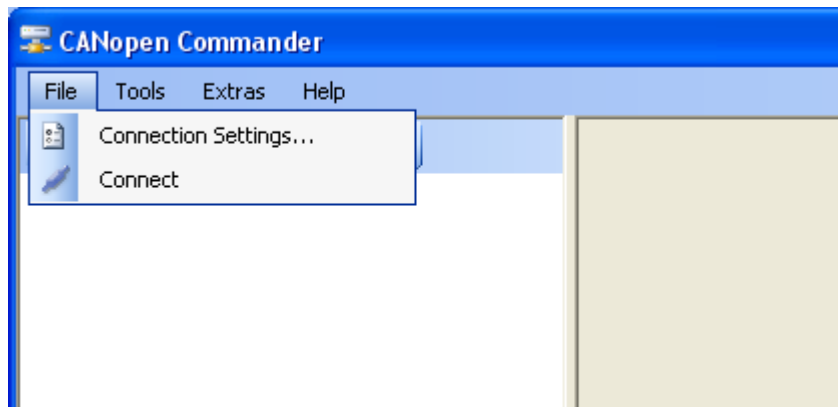 CANopen Commander
File Tools Extras Help
Connection Settings...
Connect